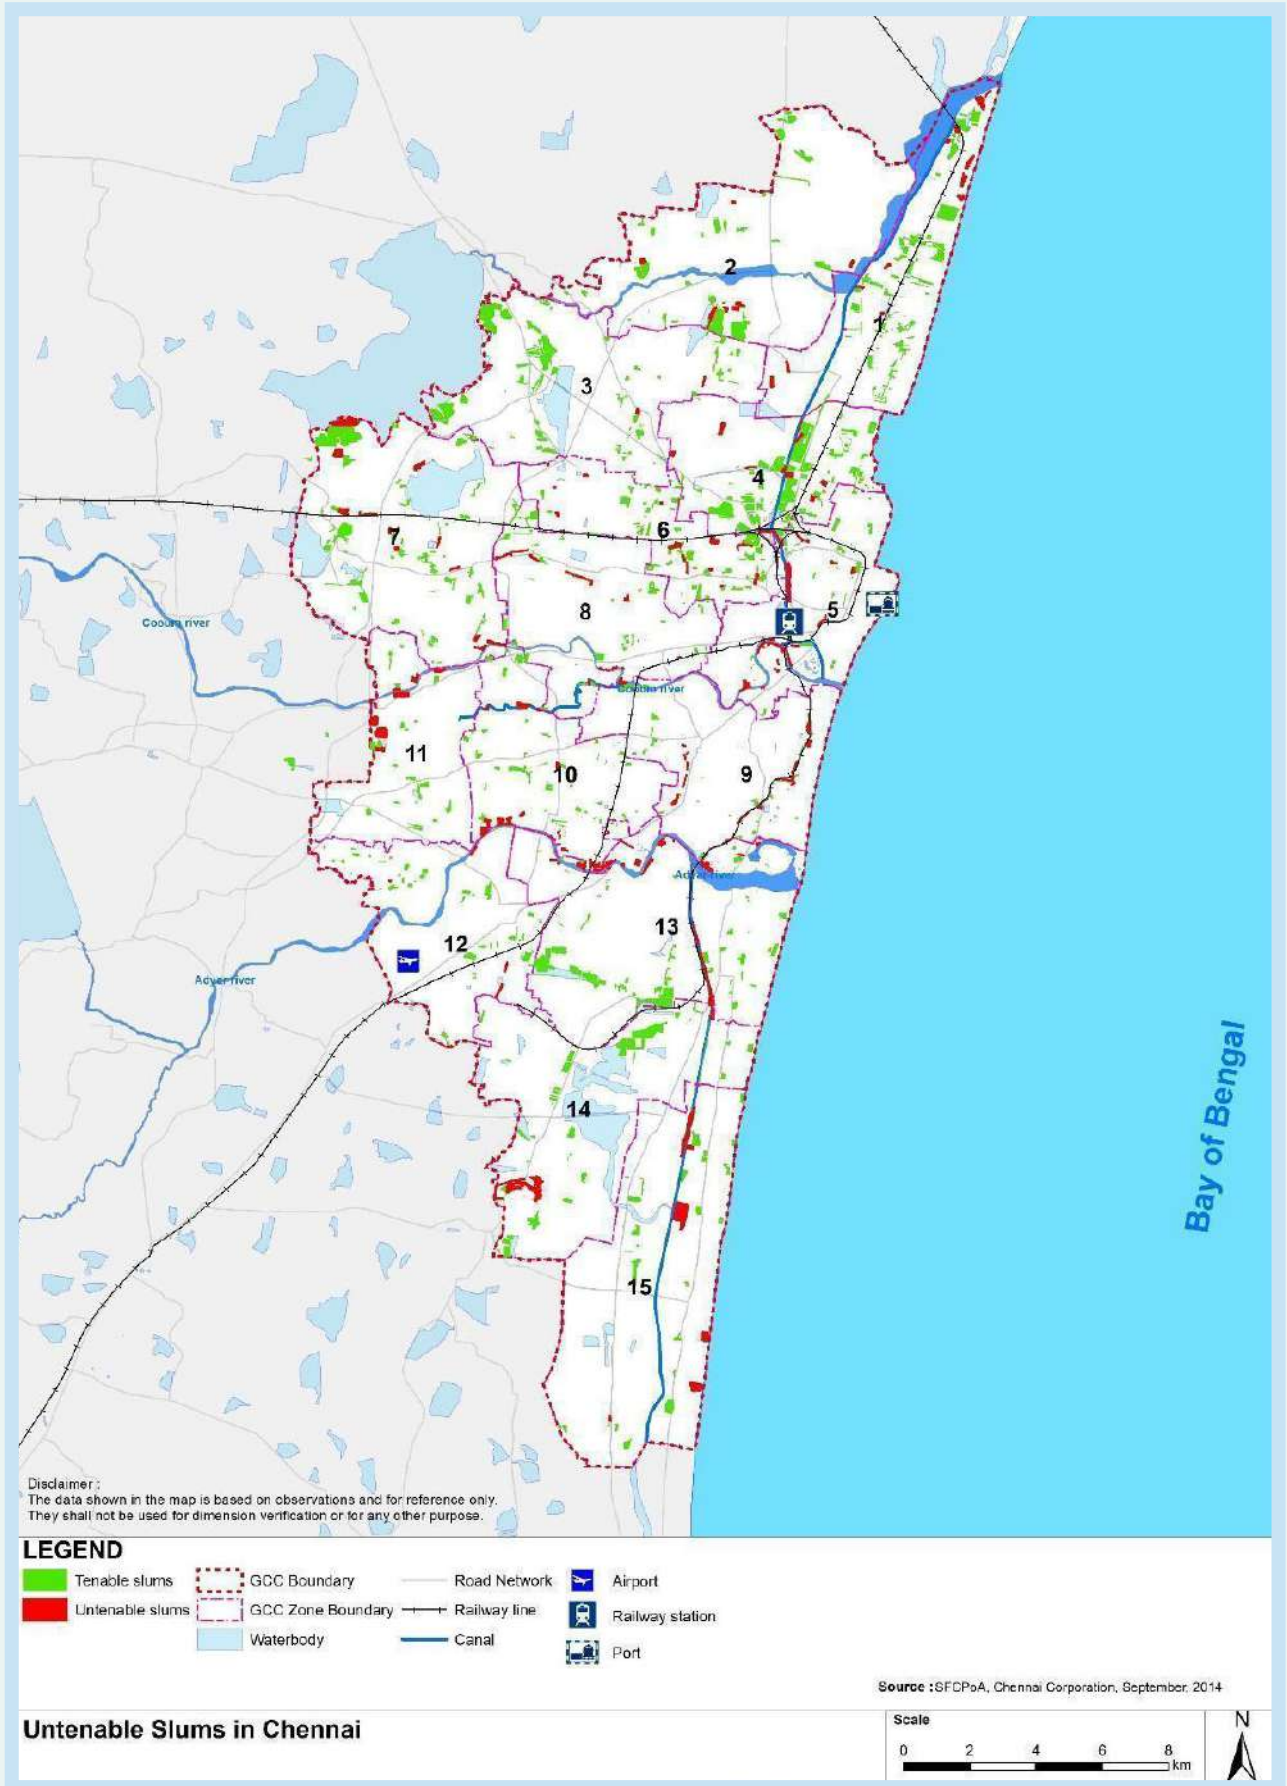 2
1
3
4
6
7
8
5
Cooum river
Cooum river
11
10
9
Adyar river
13
12
Adyar river
14
15
Bay of Bengal
Disclaimer :
The data shown in the map is based on observations and for reference only.
They shall not be used for dimension verification or for any other purpose.
LEGEND
Tenable slums
GCC Boundary
Road Network
Airport
Untenable slums
GCC Zone Boundary
Railway line
Railway station
Waterbody
Canal
Port
Source : SFCPoA, Chennai Corporation, September, 2014
Untenable Slums in Chennai
Scale
0 2 4 6 8
km
N